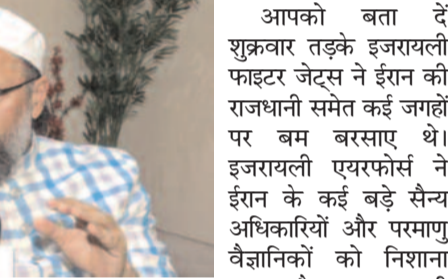 आपको बता दें
शुक्रवार तड़के इजरायली
फाइटर जेट्स ने ईरान की
राजधानी समेत कई जगहों
पर बम बरसाए थे।
इजरायली एयरफोर्स ने
ईरान के कई बड़े सैन्य
अधिकारियों और परमाणु
वैज्ञानिकों को निशाना